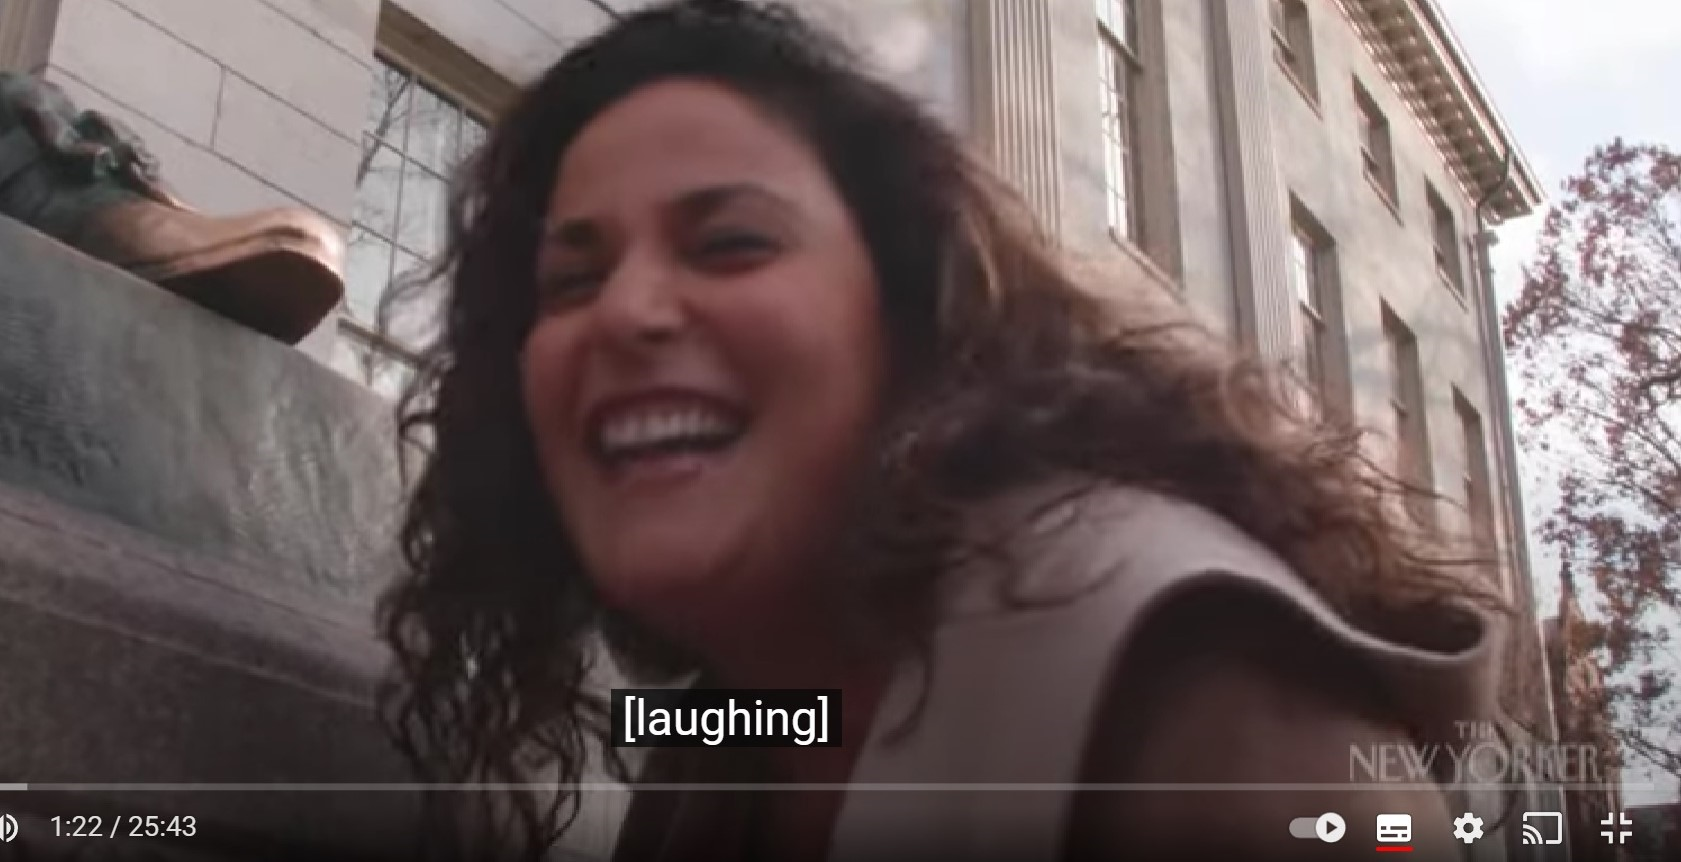 [laughing]
THE
NEW YORKER
1:22 / 25:43